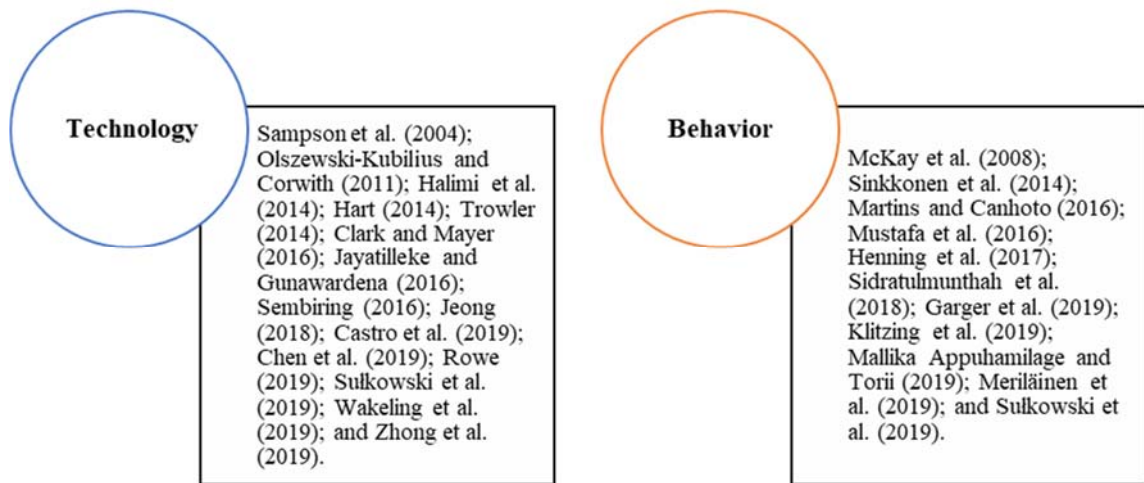 Technology
Sampson et al. (2004);
Olszewski-Kubilius and
Corwith (2011); Halimi et al.
(2014); Hart (2014); Trowler
(2014); Clark and Mayer
(2016); Jayatilleke and
Gunawardena (2016);
Sembiring (2016); Jeong
(2018); Castro et al. (2019);
Chen et al. (2019); Rowe
(2019); Sułkowski et al.
(2019); Wakeling et al.
(2019); and Zhong et al.
(2019).
Behavior
McKay et al. (2008);
Sinkkonen et al. (2014);
Martins and Canhoto (2016);
Mustafa et al. (2016);
Henning et al. (2017);
Sidratulmunthah et al.
(2018); Garger et al. (2019);
Klitzing et al. (2019);
Mallika Appuhamilage and
Torii (2019); Meriläinen et
al. (2019); and Sułkowski et
al. (2019).